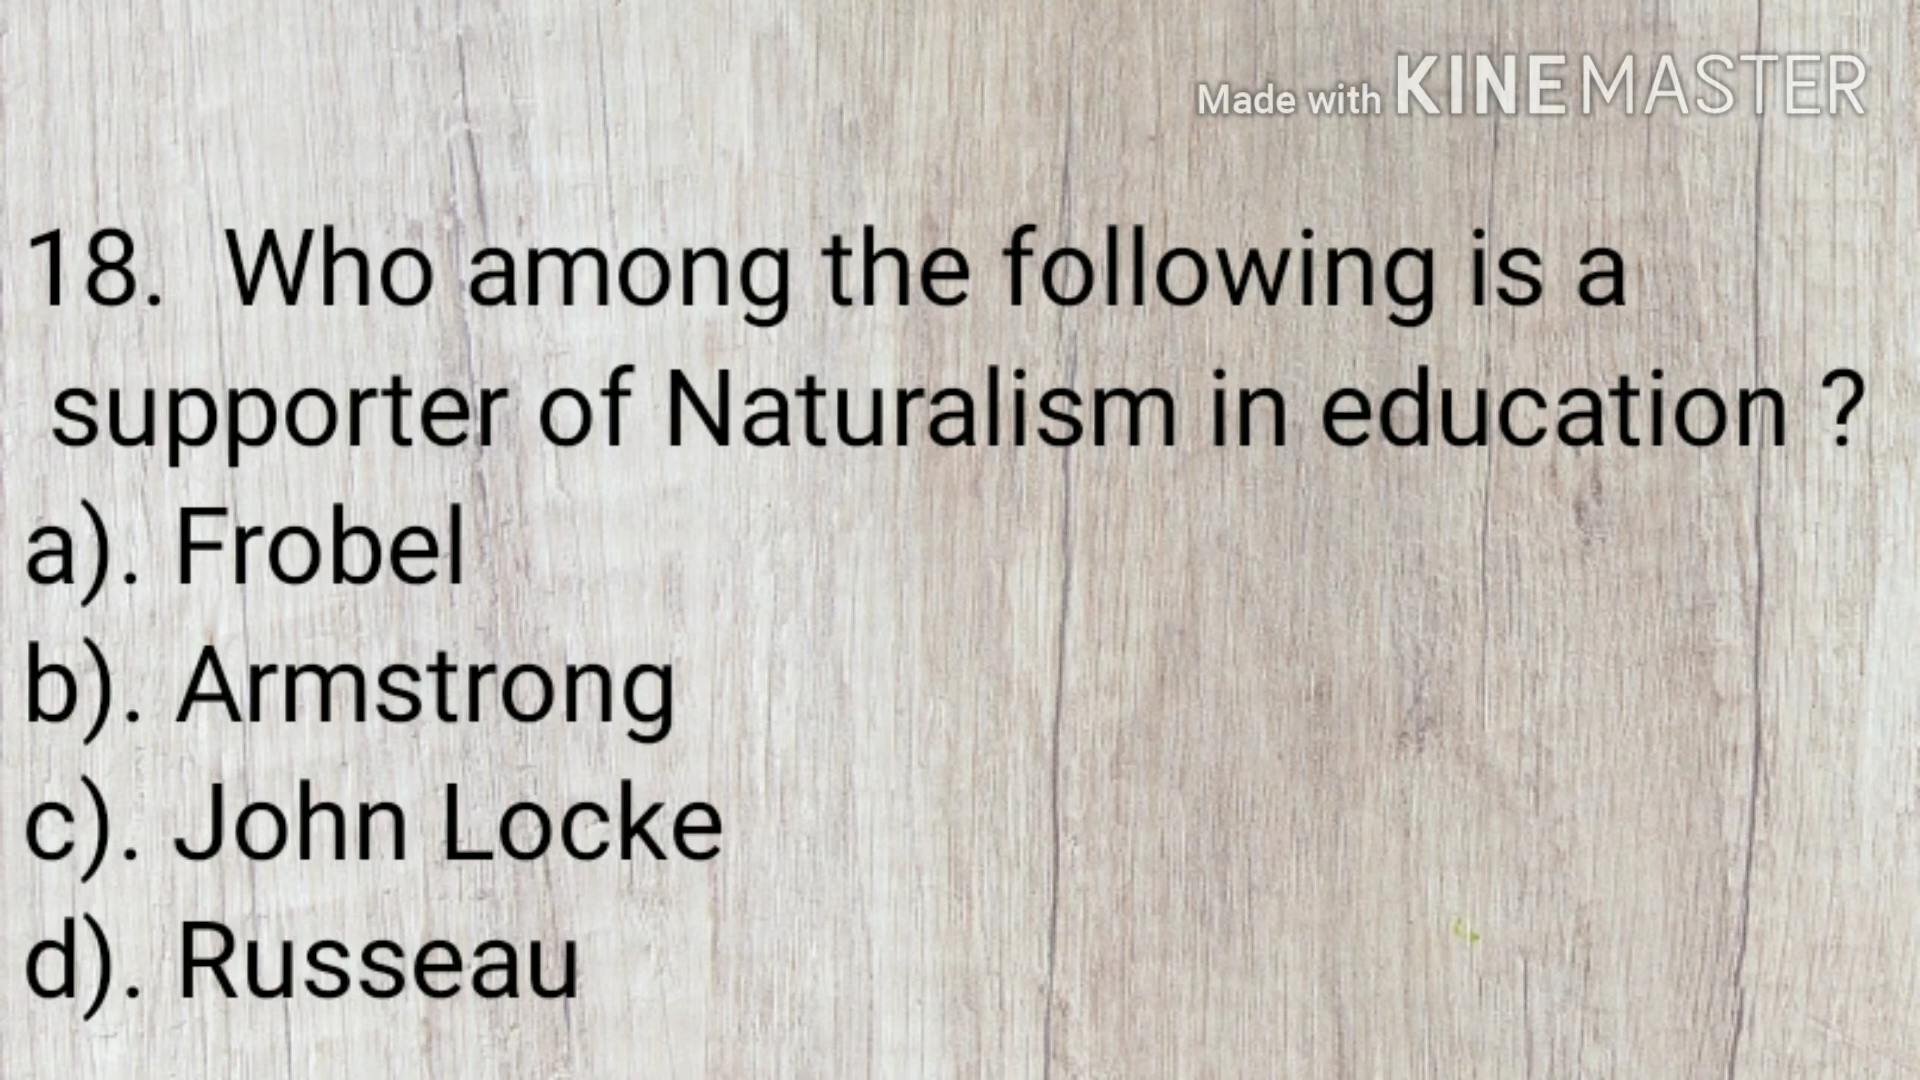 Made with KINEMASTER
18. Who among the following is a
supporter of Naturalism in education ?
a). Frobel
b). Armstrong
c). John Locke
d). Russeau